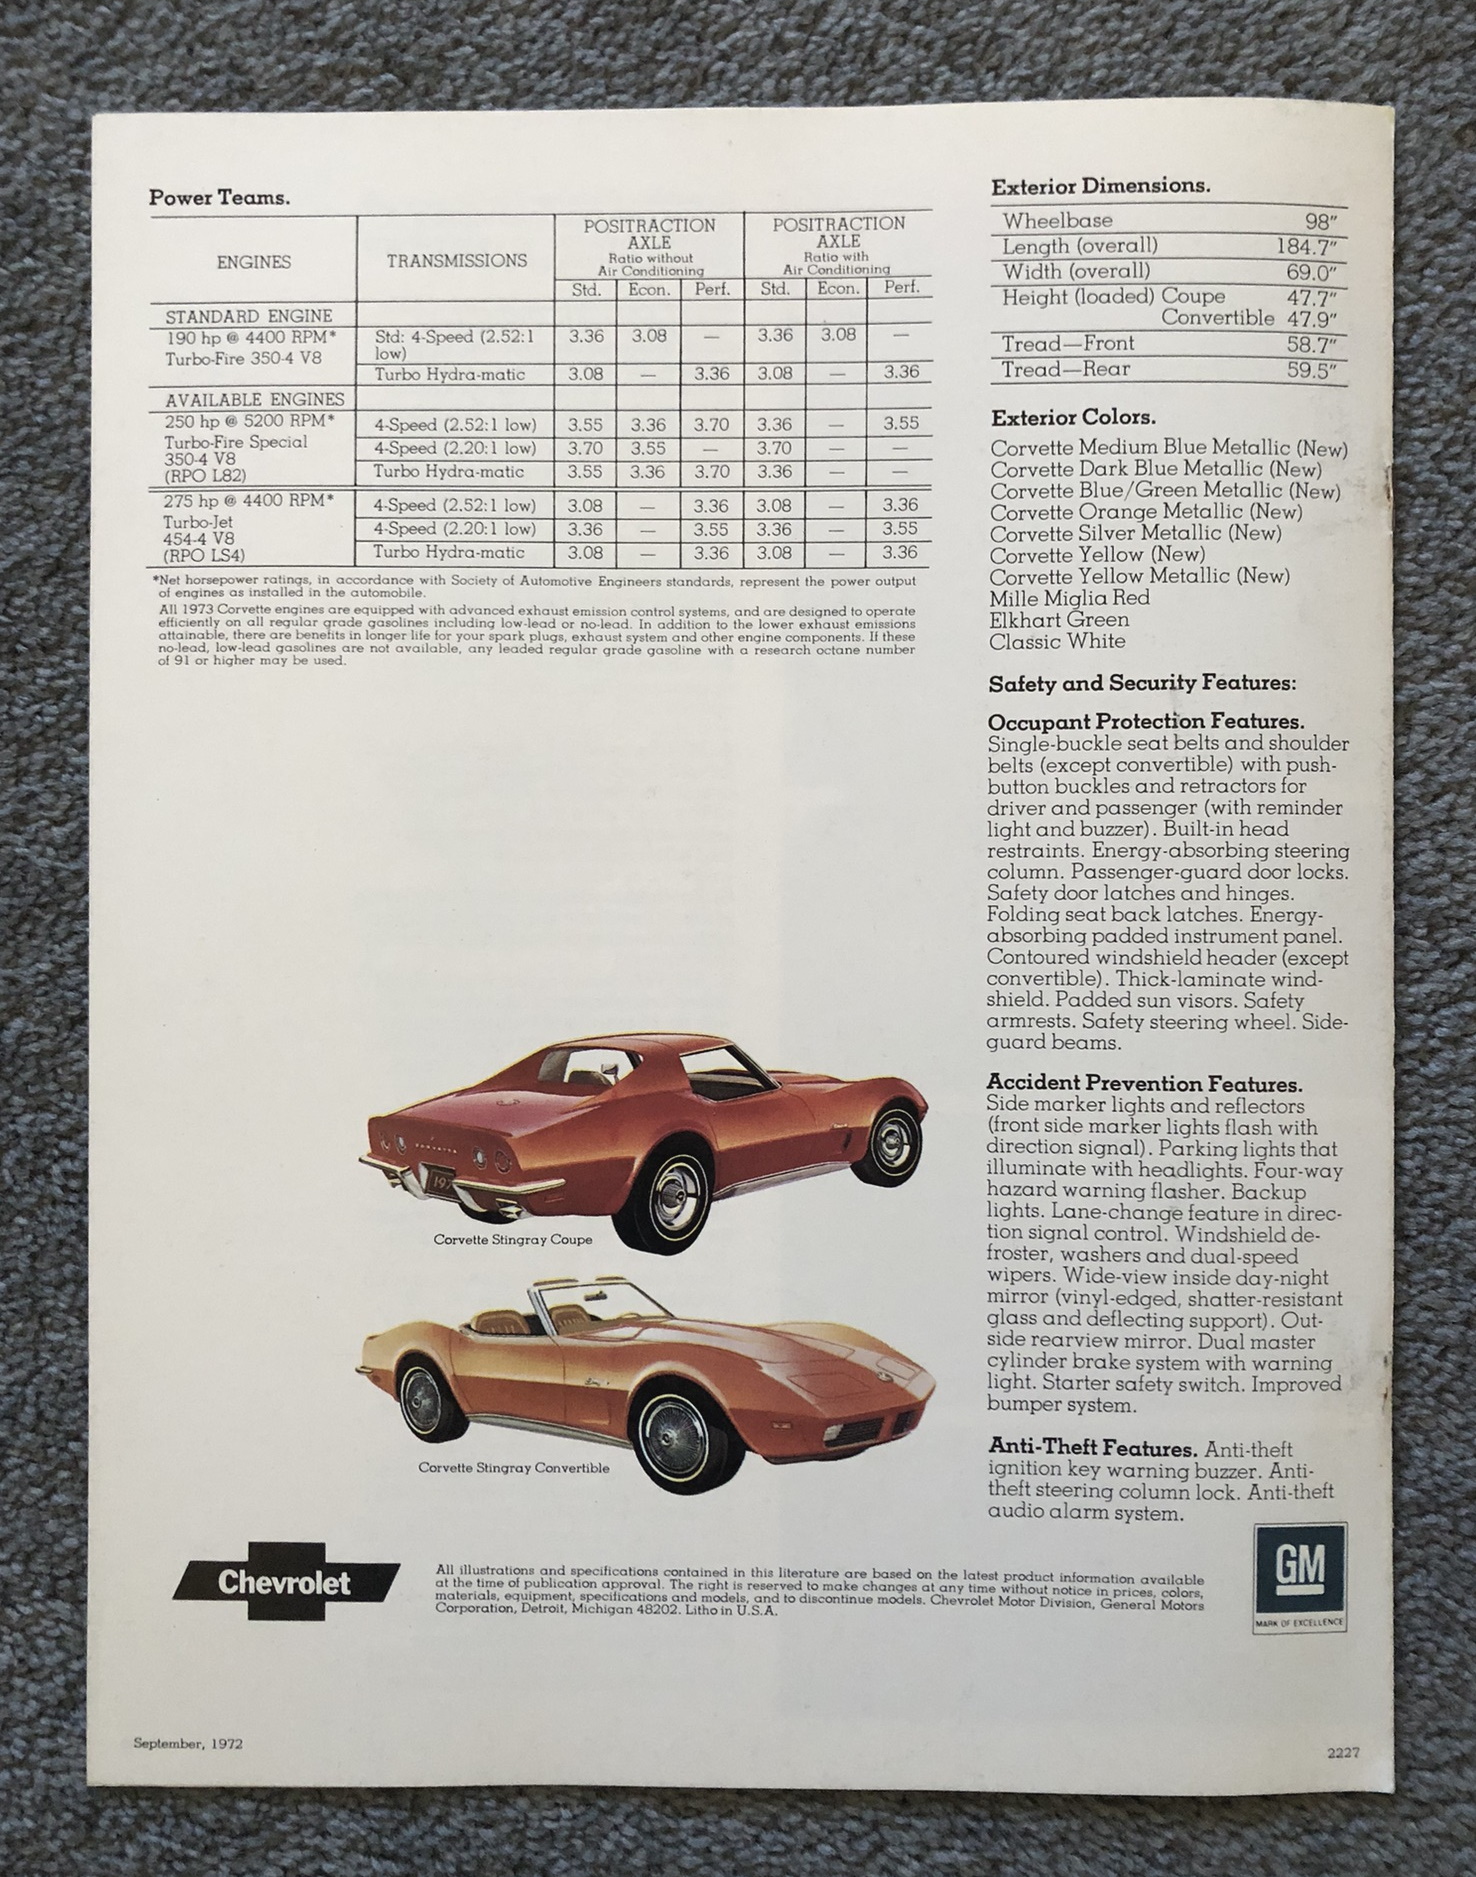 Power Teams.
ENGINES TRANSMISSIONS POSITRACTION AXLE Ratio without Air Conditioning POSITRACTION AXLE Ratio with Air Conditioning
Std. Econ. Perf. Std. Econ. Perf.
STANDARD ENGINE
190 hp @ 4400 RPM* Std: 4-Speed (2.52:1 low) 3.36 3.08 — 3.36 3.08 —
Turbo-Fire 350-4 V8
Turbo Hydra-matic 3.08 — 3.36 3.08 — 3.36
AVAILABLE ENGINES
250 hp @ 5200 RPM* 4-Speed (2.52:1 low) 3.55 3.36 3.70 3.36 — 3.55
Turbo-Fire Special 4-Speed (2.20:1 low) 3.70 3.55 — 3.70 — —
350-4 V8
(RPO L82) Turbo Hydra-matic 3.55 3.36 3.70 3.36 — —
275 hp @ 4400 RPM* 4-Speed (2.52:1 low) 3.08 — 3.36 3.08 — 3.36
Turbo-Jet 4-Speed (2.20:1 low) 3.36 — 3.55 3.36 — 3.55
454-4 V8
(RPO LS4) Turbo Hydra-matic 3.08 — 3.36 3.08 — 3.36
*Net horsepower ratings, in accordance with Society of Automotive Engineers standards, represent the power output
of engines as installed in the automobile.
All 1973 Corvette engines are equipped with advanced exhaust emission control systems, and are designed to operate
efficiently on all regular grade gasolines including low-lead or no-lead. In addition to the lower exhaust emissions
attainable, there are benefits in longer life for your spark plugs, exhaust system and other engine components. If these
no-lead, low-lead gasolines are not available, any leaded regular grade gasoline with a research octane number
of 91 or higher may be used.
Corvette Stingray Coupe
Corvette Stingray Convertible
Exterior Dimensions.
Wheelbase 98"
Length (overall) 184.7"
Width (overall) 69.0"
Height (loaded) Coupe 47.7"
Convertible 47.9"
Tread—Front 58.7"
Tread—Rear 59.5"
Exterior Colors.
Corvette Medium Blue Metallic (New)
Corvette Dark Blue Metallic (New)
Corvette Blue/Green Metallic (New)
Corvette Orange Metallic (New)
Corvette Silver Metallic (New)
Corvette Yellow (New)
Corvette Yellow Metallic (New)
Mille Miglia Red
Elkhart Green
Classic White
Safety and Security Features:
Occupant Protection Features.
Single-buckle seat belts and shoulder
belts (except convertible) with push-
button buckles and retractors for
driver and passenger (with reminder
light and buzzer). Built-in head
restraints. Energy-absorbing steering
column. Passenger-guard door locks.
Safety door latches and hinges.
Folding seat back latches. Energy-
absorbing padded instrument panel.
Contoured windshield header (except
convertible). Thick-laminate wind-
shield. Padded sun visors. Safety
armrests. Safety steering wheel. Side-
guard beams.
Accident Prevention Features.
Side marker lights and reflectors
(front side marker lights flash with
direction signal). Parking lights that
illuminate with headlights. Four-way
hazard warning flasher. Backup
lights. Lane-change feature in direc-
tion signal control. Windshield de-
froster, washers and dual-speed
wipers. Wide-view inside day-night
mirror (vinyl-edged, shatter-resistant
glass and deflecting support). Out-
side rearview mirror. Dual master
cylinder brake system with warning
light. Starter safety switch. Improved
bumper system.
Anti-Theft Features. Anti-theft
ignition key warning buzzer. Anti-
theft steering column lock. Anti-theft
audio alarm system.
Chevrolet
All illustrations and specifications contained in this literature are based on the latest product information available
at the time of publication approval. The right is reserved to make changes at any time without notice in prices, colors,
materials, equipment, specifications and models, and to discontinue models. Chevrolet Motor Division, General Motors
Corporation, Detroit, Michigan 48202. Litho in U.S.A.
GM
MARK OF EXCELLENCE
September, 1972
2227